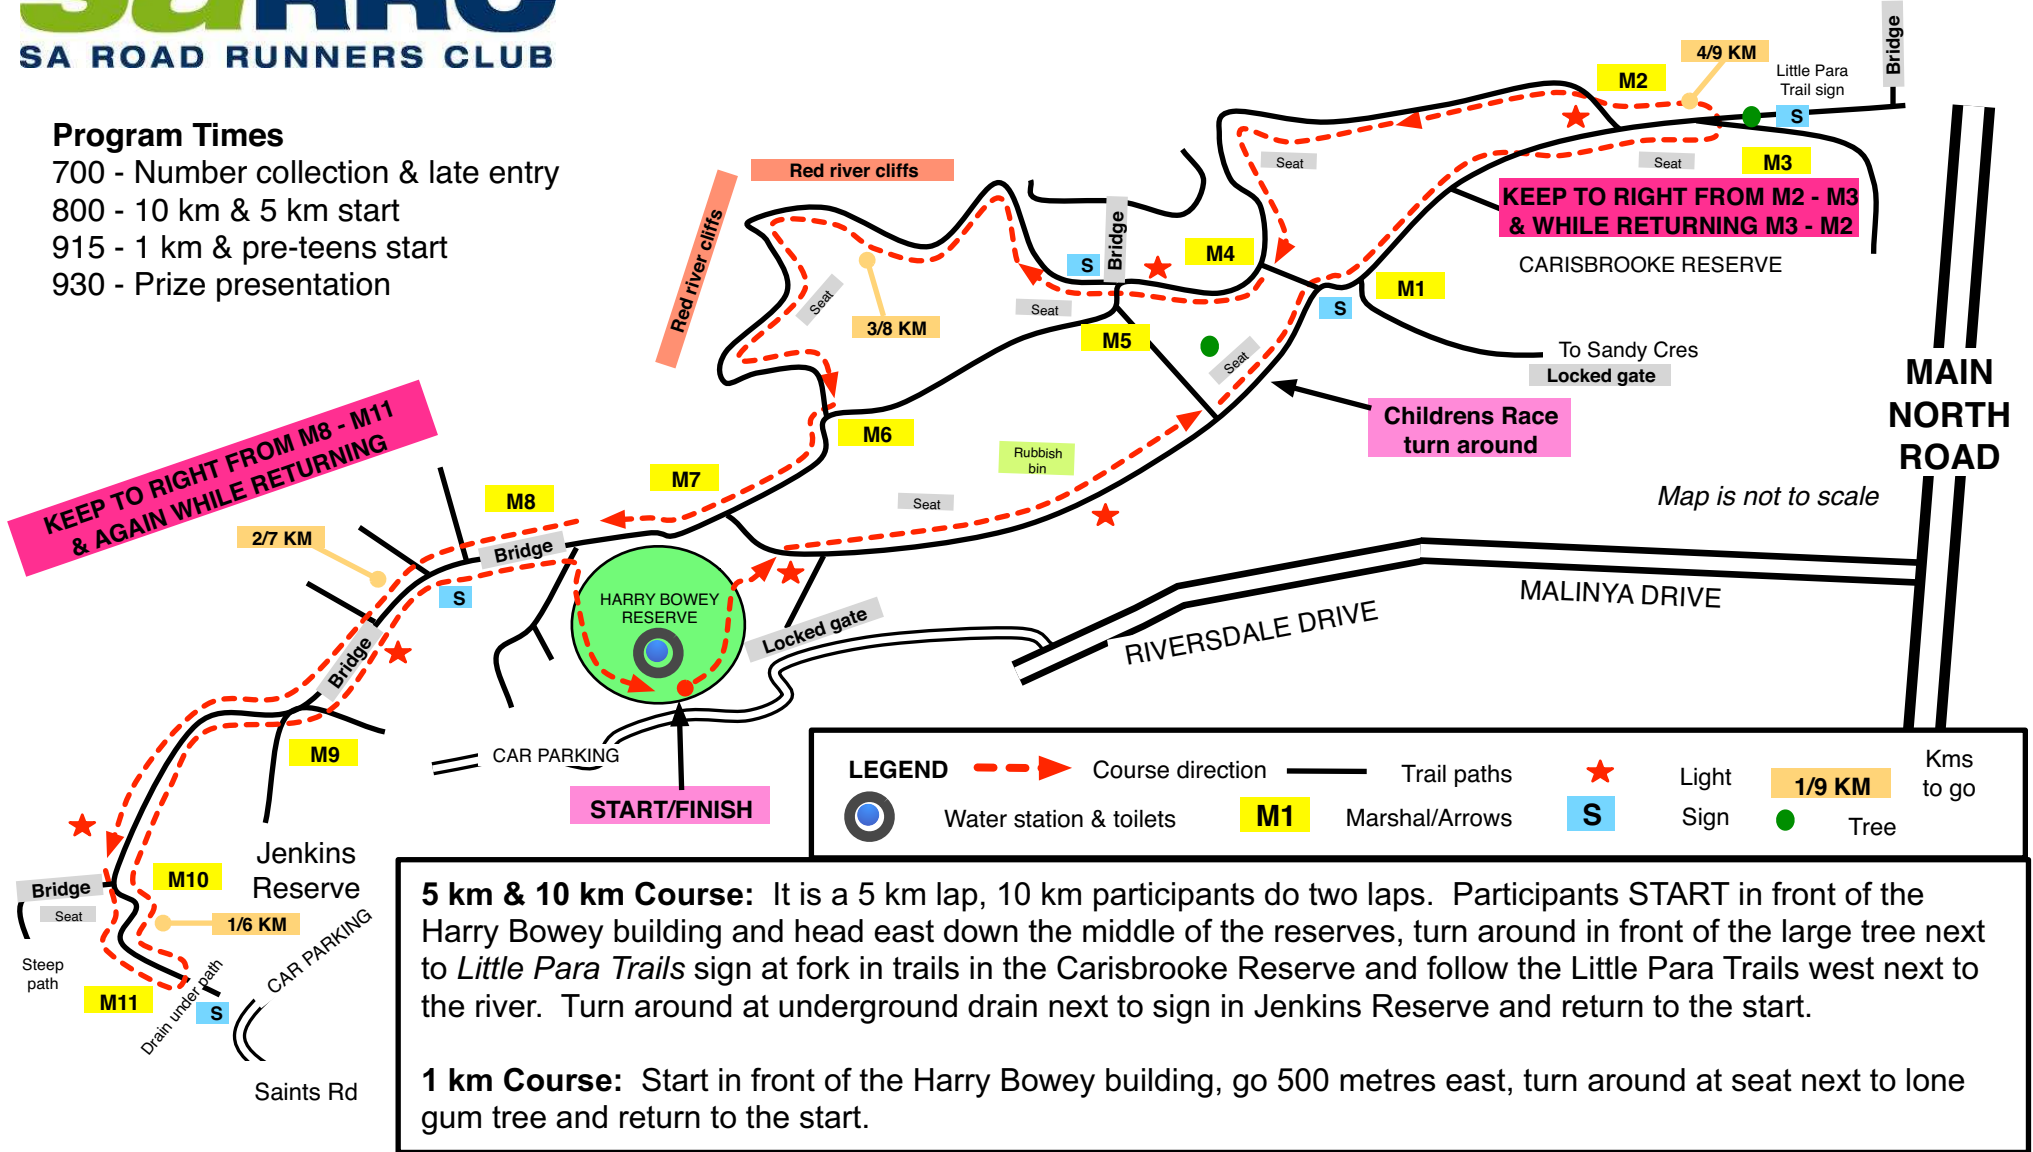 SARRC
SA ROAD RUNNERS CLUB
Program Times
700 - Number collection & late entry
800 - 10 km & 5 km start
915 - 1 km & pre-teens start
930 - Prize presentation
Red river cliffs
Red river cliffs
4/9 KM
M2
Little Para
Trail sign
Bridge
S
M3
Seat
Seat
KEEP TO RIGHT FROM M2 - M3
& WHILE RETURNING M3 - M2
CARISBROOKE RESERVE
Bridge
S
M4
M1
S
Seat
Seat
3/8 KM
M5
Seat
To Sandy Cres
Locked gate
Childrens Race
turn around
MAIN
NORTH
ROAD
Map is not to scale
M6
Rubbish
bin
Seat
M7
M8
KEEP TO RIGHT FROM M8 - M11
& AGAIN WHILE RETURNING
2/7 KM
Bridge
S
HARRY BOWEY
RESERVE
Locked gate
MALINYA DRIVE
RIVERSDALE DRIVE
Bridge
M9
CAR PARKING
START/FINISH
Jenkins
Reserve
M10
Bridge
Seat
1/6 KM
CAR PARKING
Steep
path
M11
Drain under path
S
Saints Rd
LEGEND
Course direction
Trail paths
Light
1/9 KM
Kms
to go
Water station & toilets
M1
Marshal/Arrows
S
Sign
Tree
5 km & 10 km Course: It is a 5 km lap, 10 km participants do two laps. Participants START in front of the
Harry Bowey building and head east down the middle of the reserves, turn around in front of the large tree next
to Little Para Trails sign at fork in trails in the Carisbrooke Reserve and follow the Little Para Trails west next to
the river. Turn around at underground drain next to sign in Jenkins Reserve and return to the start.
1 km Course: Start in front of the Harry Bowey building, go 500 metres east, turn around at seat next to lone
gum tree and return to the start.